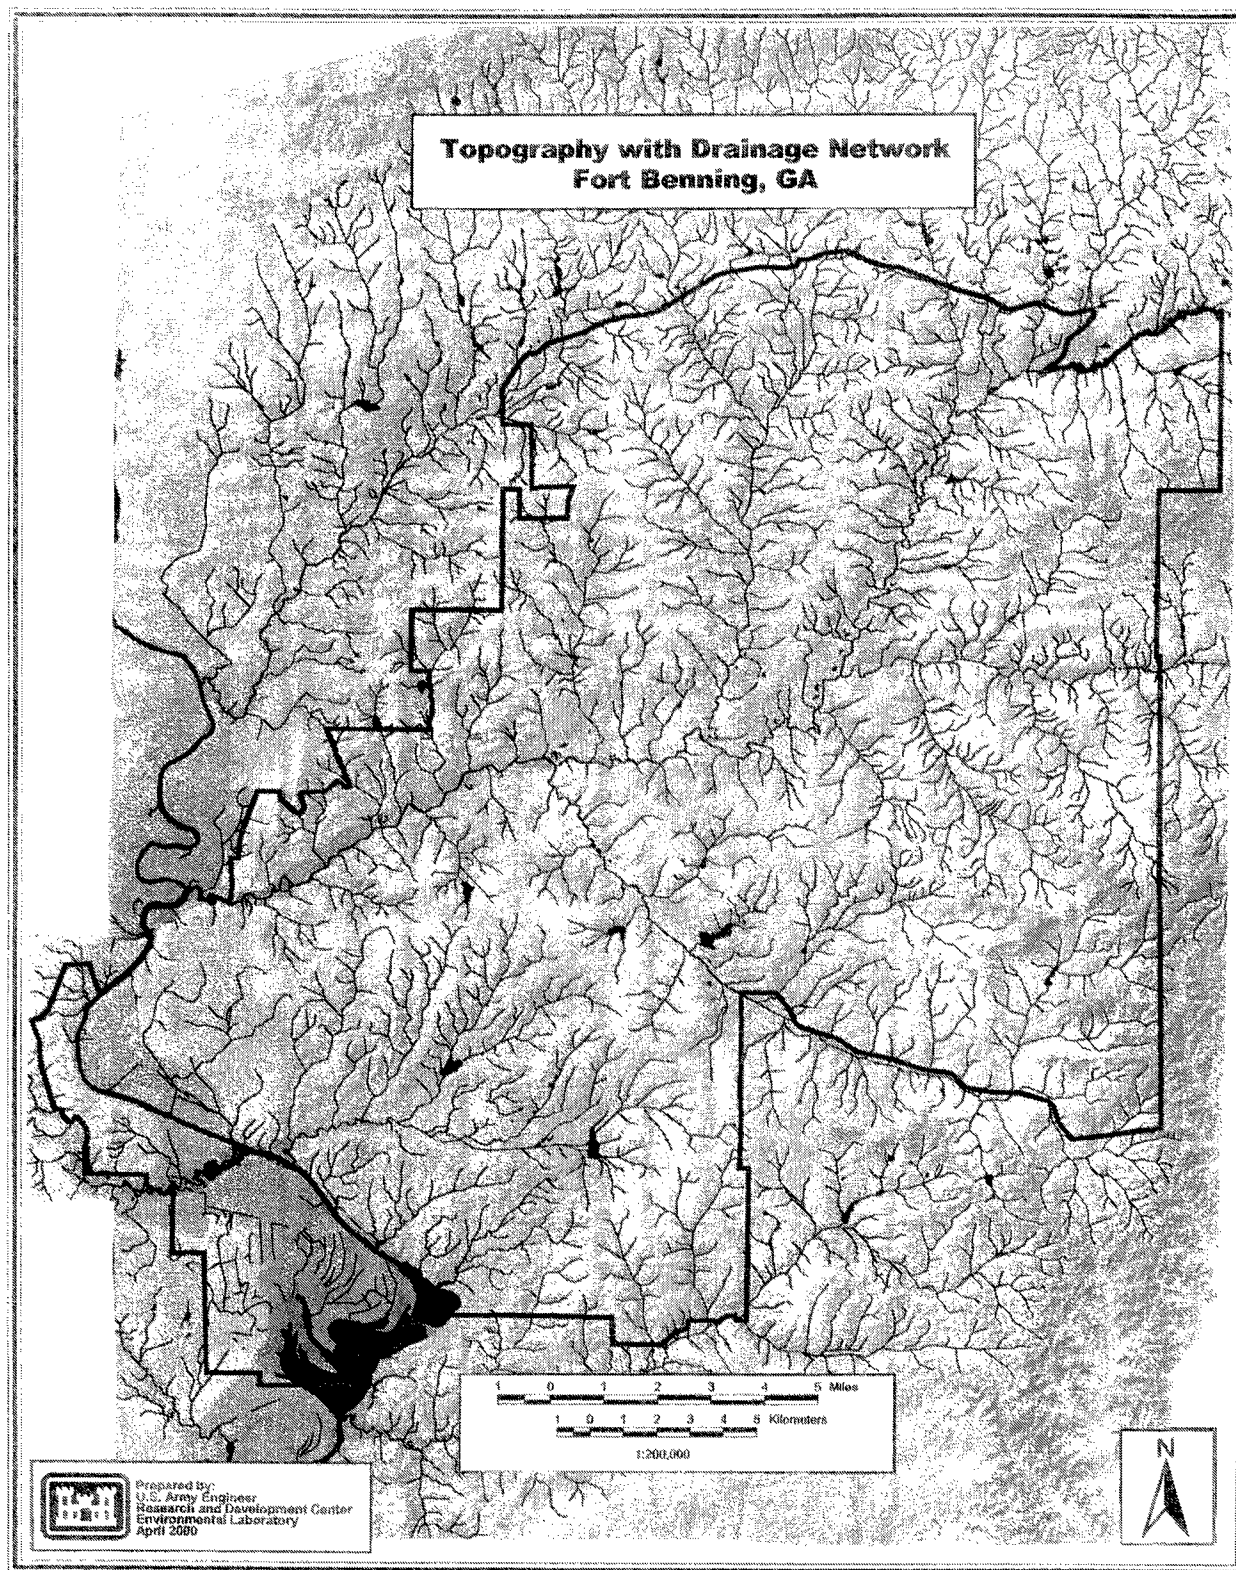 Topography with Drainage Network
Fort Benning, GA
1 0 1 2 3 4 5 Miles
1 0 1 2 3 4 5 Kilometers
1:200,000
N
Prepared by:
U.S. Army Engineer
Research and Development Center
Environmental Laboratory
April 2000